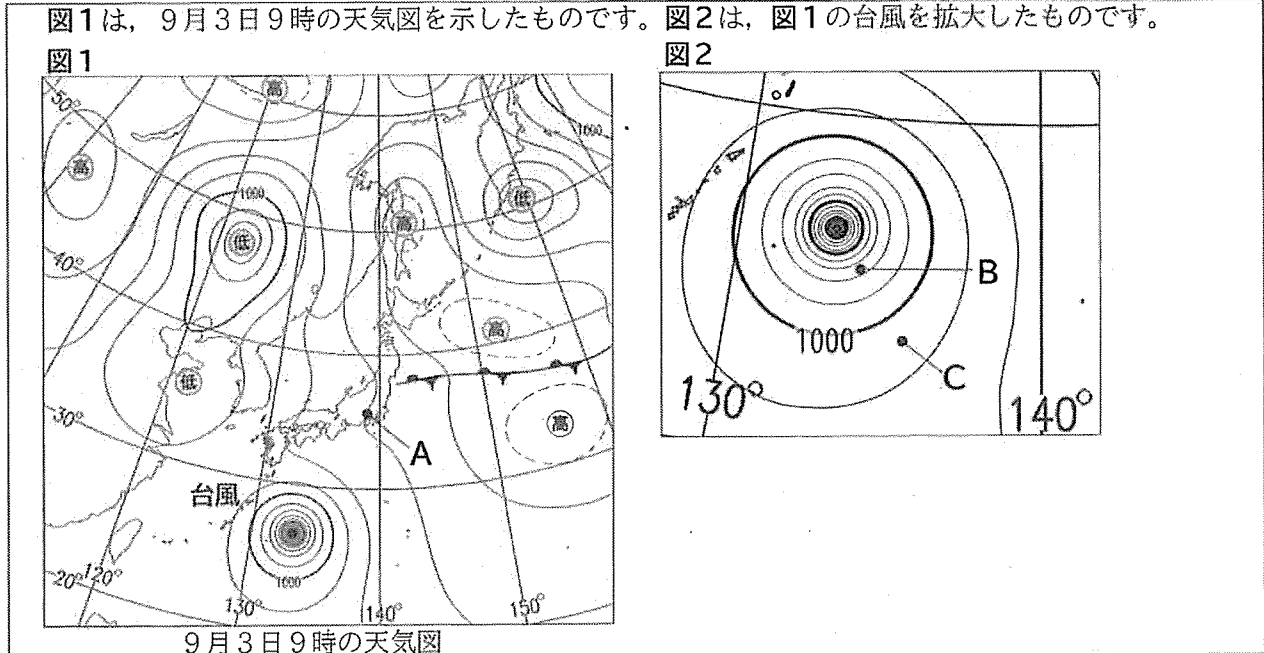 図1は，9月3日9時の天気図を示したものです。図2は，図1の台風を拡大したものです。
図1
図2
高
50°
1000
高
1000
低
高
低
40°
高
低
30°
高
A
台風
1000
20°
120°
130°
140°
150°
9月3日9時の天気図
B
1000
C
130°
140°